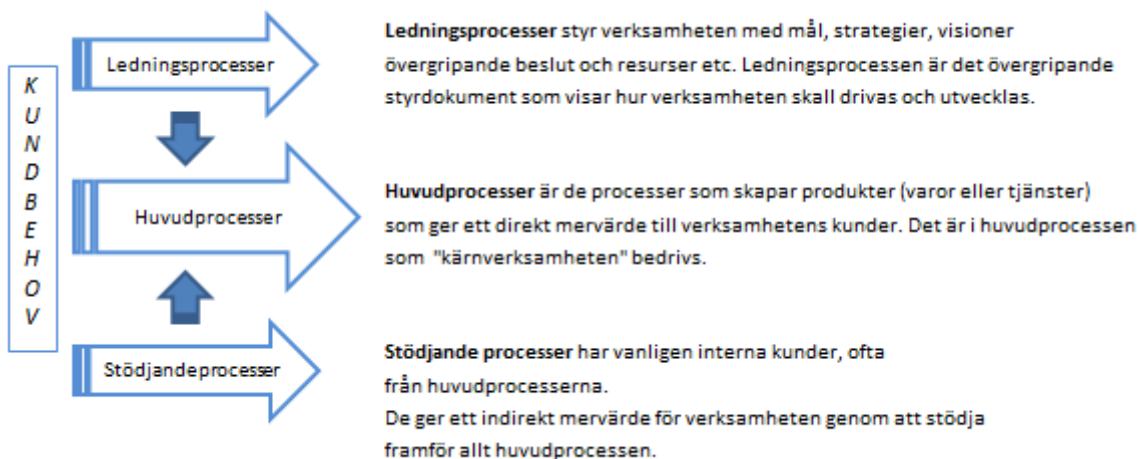 KUNDBEHOV
Ledningsprocesser
Ledningsprocesser styr verksamheten med mål, strategier, visioner
övergripande beslut och resurser etc. Ledningsprocessen är det övergripande
styrdokument som visar hur verksamheten skall drivas och utvecklas.
Huvudprocesser
Huvudprocesser är de processer som skapar produkter (varor eller tjänster)
som ger ett direkt mervärde till verksamhetens kunder. Det är i huvudprocessen
som "kärnverksamheten" bedrivs.
Stödjandeprocesser
Stödjande processer har vanligen interna kunder, ofta
från huvudprocesserna.
De ger ett indirekt mervärde för verksamheten genom att stödja
framför allt huvudprocessen.